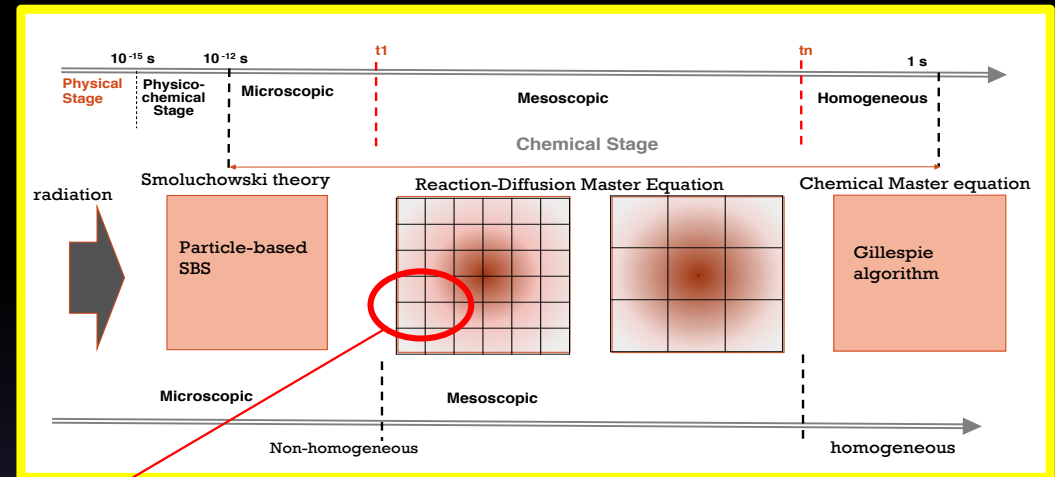 10 -15 s
10 -12 s
t1
tn
1 s
Physical
Stage
Physico-
chemical
Stage
Microscopic
Mesoscopic
Homogeneous
Chemical Stage
radiation
Smoluchowski theory
Reaction-Diffusion Master Equation
Chemical Master equation
Particle-based
SBS
Gillespie
algorithm
Microscopic
Mesoscopic
Non-homogeneous
homogeneous